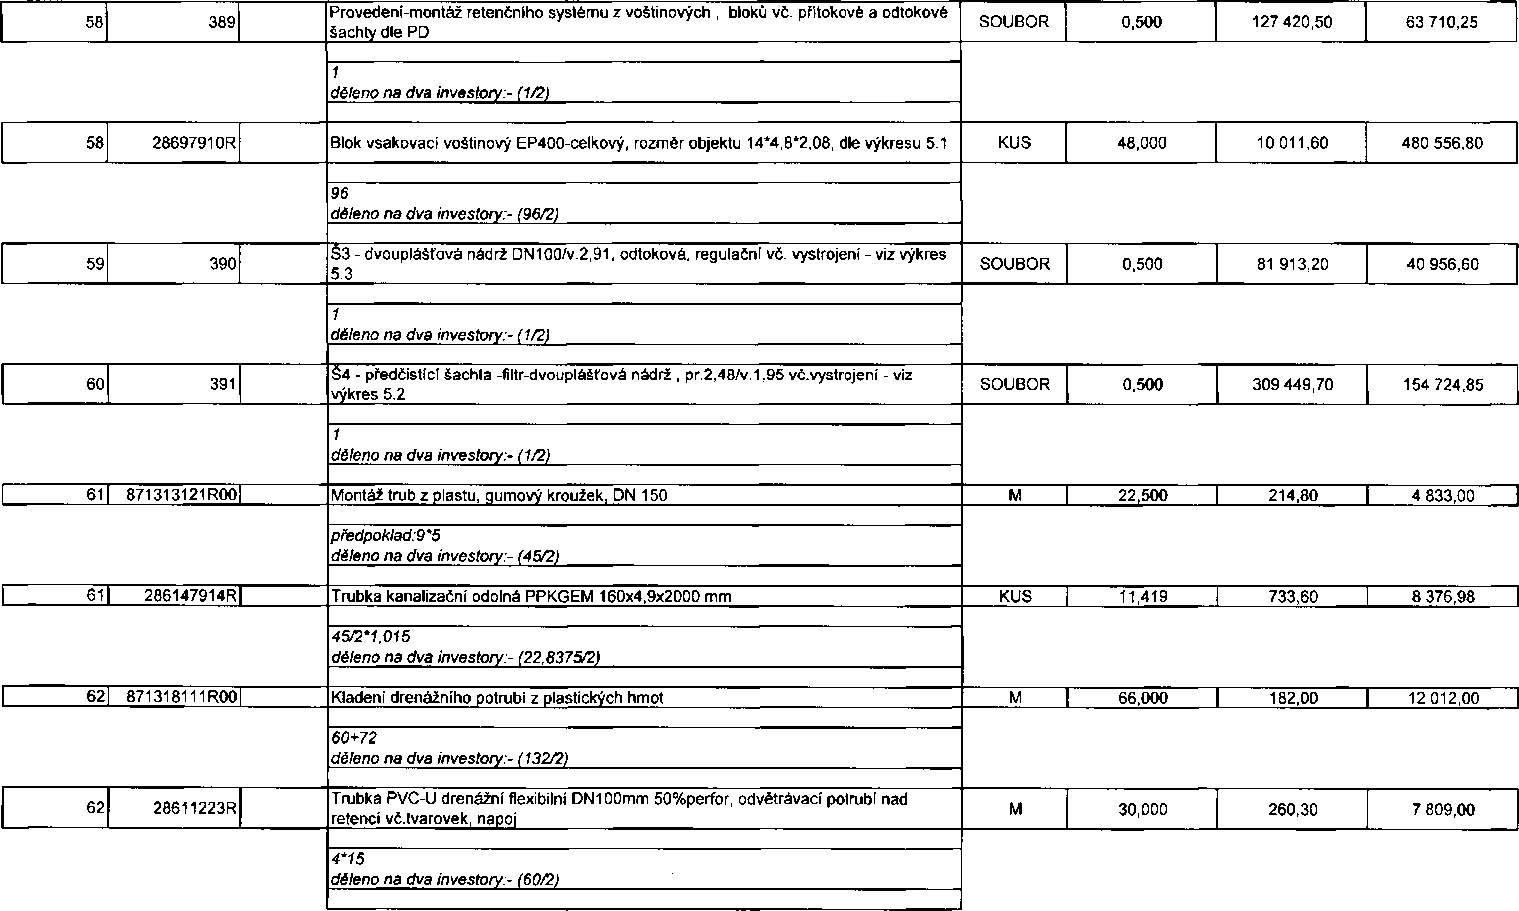 58 389 Provedení-montáž retenčního systému z voštinových , bloků vč. přítokové a odtokové SOUBOR 0,500 127 420,50 63 710,25
šachty dle PD
1
děleno na dva investory:- (1/2)
58 28697910R Blok vsakovací voštinový EP400-celkový, rozměr objektu 14*4,8*2,08, dle výkresu 5.1 KUS 48,000 10 011,60 480 556,80
96
děleno na dva investory:- (96/2)
59 390 Š3 - dvouplášťová nádrž DN100/v.2,91, odtoková, regulační vč. vystrojení - viz výkres SOUBOR 0,500 81 913,20 40 956,60
5.3
1
děleno na dva investory:- (1/2)
60 391 Š4 - předčistící šachta -filtr-dvouplášťová nádrž , pr.2,48/v.1,95 vč.vystrojení - viz SOUBOR 0,500 309 449,70 154 724,85
výkres 5.2
1
děleno na dva investory:- (1/2)
61 871313121R00 Montáž trub z plastu, gumový kroužek, DN 150 M 22,500 214,80 4 833,00
předpoklad:9*5
děleno na dva investory:- (45/2)
61 286147914R Trubka kanalizační odolná PPKGEM 160x4,9x2000 mm KUS 11,419 733,60 8 376,98
45/2*1,015
děleno na dva investory:- (22,8375/2)
62 871318111R00 Kladení drenážního potrubí z plastických hmot M 66,000 182,00 12 012,00
60+72
děleno na dva investory:- (132/2)
62 28611223R Trubka PVC-U drenážní flexibilní DN100mm 50%perfor, odvětrávací potrubí nad M 30,000 260,30 7 809,00
retencí vč.tvarovek, napoj
4*15
děleno na dva investory:- (60/2)